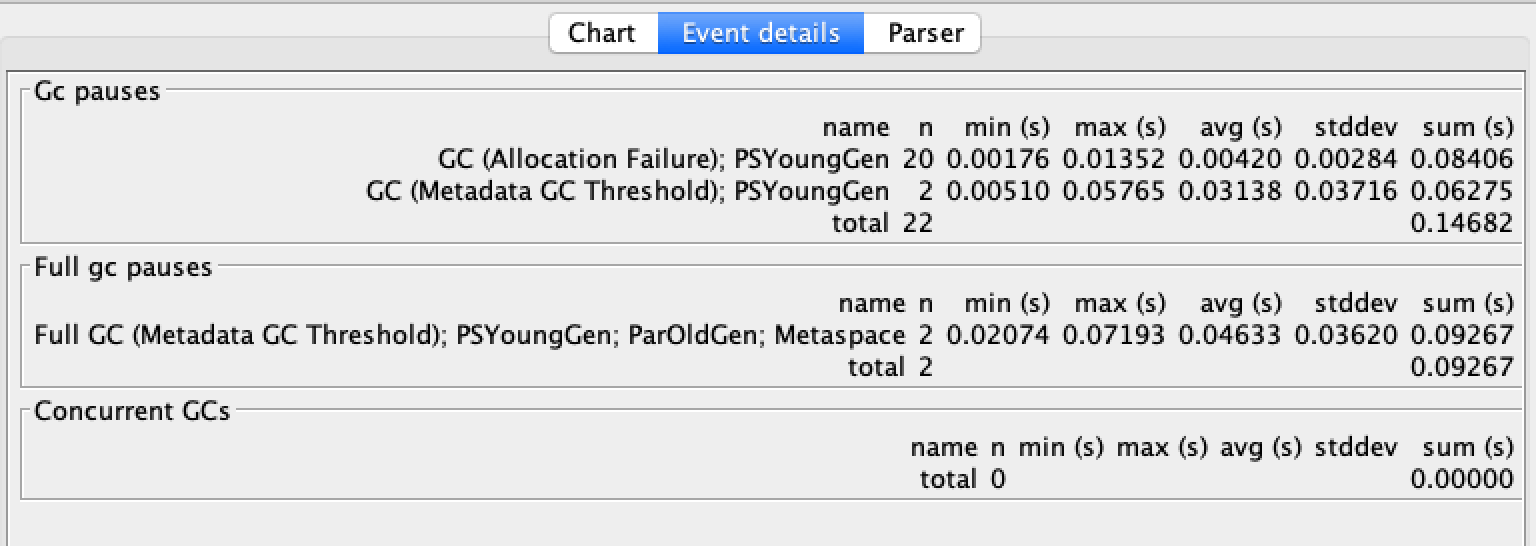 Chart Event details Parser
Gc pauses
name n min (s) max (s) avg (s) stddev sum (s)
GC (Allocation Failure); PSYoungGen 20 0.00176 0.01352 0.00420 0.00284 0.08406
GC (Metadata GC Threshold); PSYoungGen 2 0.00510 0.05765 0.03138 0.03716 0.06275
total 22 0.14682
Full gc pauses
name n min (s) max (s) avg (s) stddev sum (s)
Full GC (Metadata GC Threshold); PSYoungGen; ParOldGen; Metaspace 2 0.02074 0.07193 0.04633 0.03620 0.09267
total 2 0.09267
Concurrent GCs
name n min (s) max (s) avg (s) stddev sum (s)
total 0 0.00000